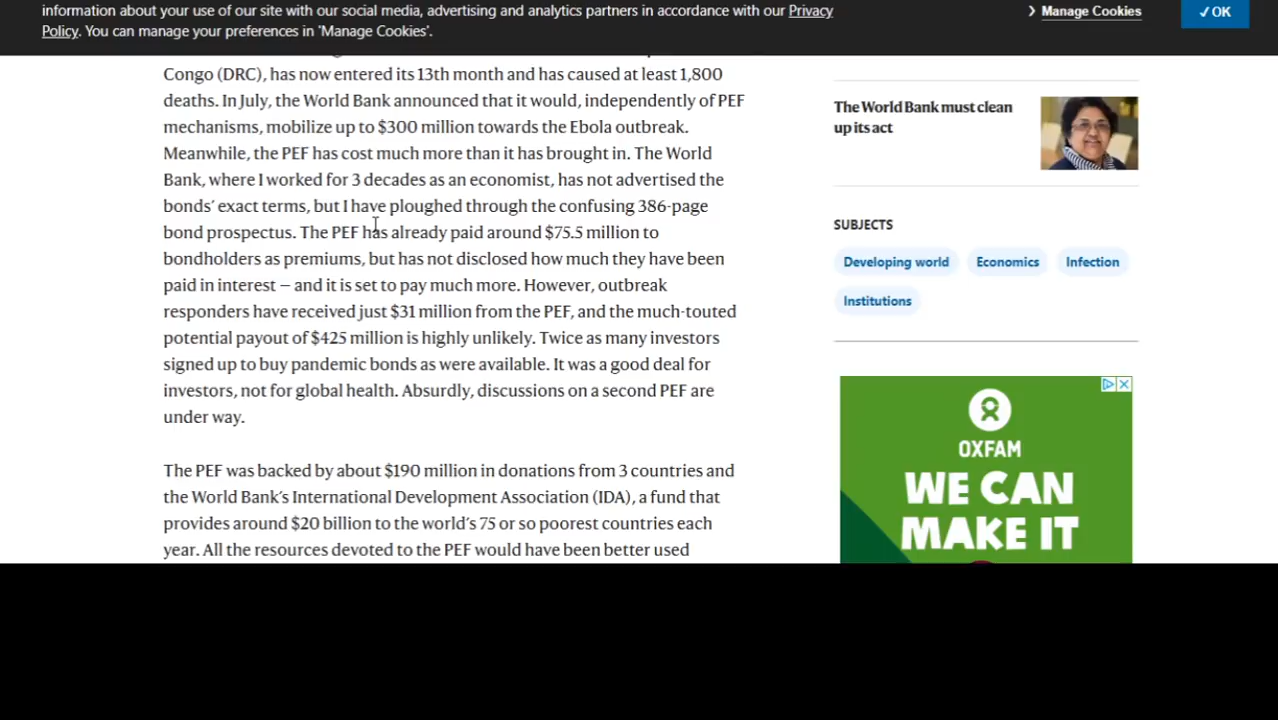 information about your use of our site with our social media, advertising and analytics partners in accordance with our Privacy
Policy. You can manage your preferences in 'Manage Cookies'.
Manage Cookies
✓OK
Congo (DRC), has now entered its 13th month and has caused at least 1,800
deaths. In July, the World Bank announced that it would, independently of PEF
mechanisms, mobilize up to $300 million towards the Ebola outbreak.
Meanwhile, the PEF has cost much more than it has brought in. The World
Bank, where I worked for 3 decades as an economist, has not advertised the
bonds’ exact terms, but I have ploughed through the confusing 386-page
bond prospectus. The PEF has already paid around $75.5 million to
bondholders as premiums, but has not disclosed how much they have been
paid in interest — and it is set to pay much more. However, outbreak
responders have received just $31 million from the PEF, and the much-touted
potential payout of $425 million is highly unlikely. Twice as many investors
signed up to buy pandemic bonds as were available. It was a good deal for
investors, not for global health. Absurdly, discussions on a second PEF are
under way.
The PEF was backed by about $190 million in donations from 3 countries and
the World Bank’s International Development Association (IDA), a fund that
provides around $20 billion to the world’s 75 or so poorest countries each
year. All the resources devoted to the PEF would have been better used
The World Bank must clean
up its act
SUBJECTS
Developing world
Economics
Infection
Institutions
OXFAM
WE CAN
MAKE IT